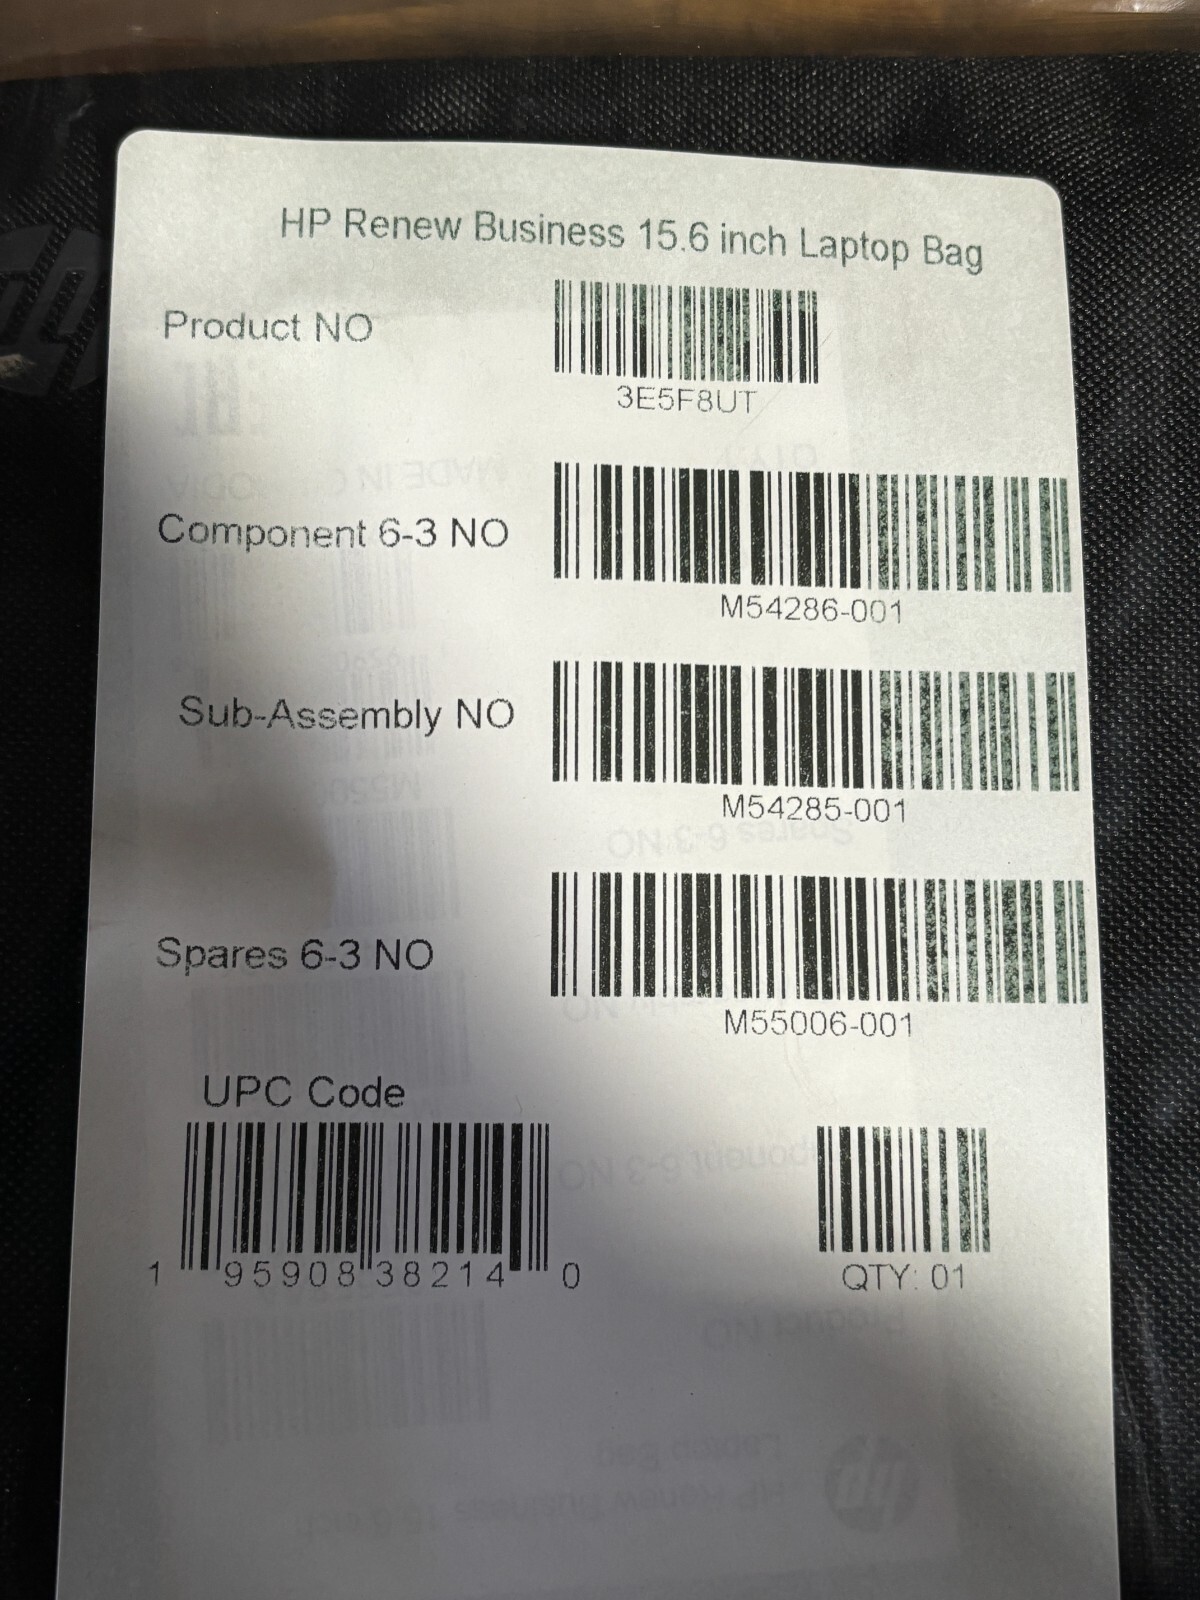 HP Renew Business 15.6 inch Laptop Bag
Product NO
3E5F8UT
Component 6-3 NO
M54286-001
Sub-Assembly NO
M54285-001
Spares 6-3 NO
M55006-001
UPC Code
1 95908 38214 0
QTY: 01